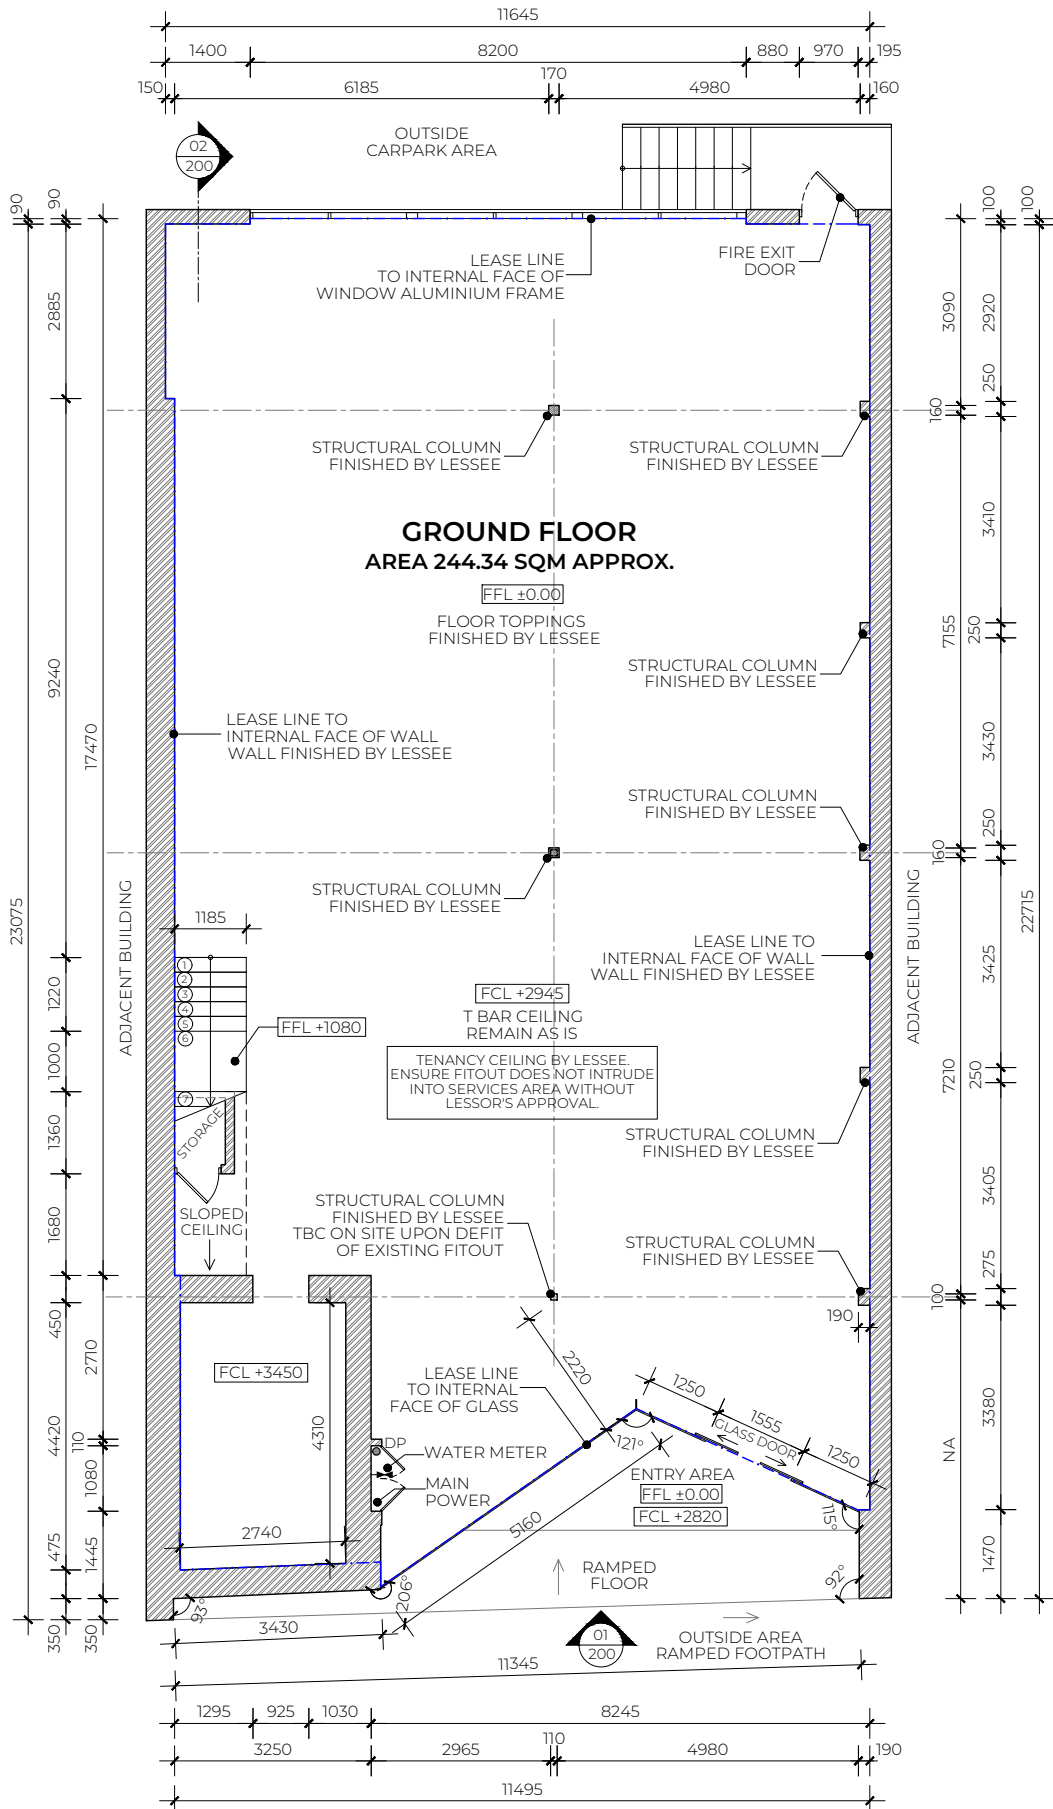 11645
1400
8200
880
970
195
150
6185
170
4980
160
OUTSIDE
CARPARK AREA
02
200
90
90
100
100
LEASE LINE
TO INTERNAL FACE OF
WINDOW ALUMINIUM FRAME
FIRE EXIT
DOOR
2885
3090
2920
250
160
STRUCTURAL COLUMN
FINISHED BY LESSEE
STRUCTURAL COLUMN
FINISHED BY LESSEE
GROUND FLOOR
AREA 244.34 SQM APPROX.
FFL ±0.00
FLOOR TOPPINGS
FINISHED BY LESSEE
3410
7155
250
STRUCTURAL COLUMN
FINISHED BY LESSEE
9240
17470
LEASE LINE TO
INTERNAL FACE OF WALL
WALL FINISHED BY LESSEE
3430
STRUCTURAL COLUMN
FINISHED BY LESSEE
250
160
STRUCTURAL COLUMN
FINISHED BY LESSEE
23075
ADJACENT BUILDING
1185
LEASE LINE TO
INTERNAL FACE OF WALL
WALL FINISHED BY LESSEE
ADJACENT BUILDING
22715
3425
1220
1
2
3
4
5
6
FFL +1080
FCL +2945
T BAR CEILING
REMAIN AS IS
TENANCY CEILING BY LESSEE.
ENSURE FITOUT DOES NOT INTRUDE
INTO SERVICES AREA WITHOUT
LESSOR'S APPROVAL.
1000
7
STORAGE
1360
7210
250
STRUCTURAL COLUMN
FINISHED BY LESSEE
3405
1680
SLOPED
CEILING
STRUCTURAL COLUMN
FINISHED BY LESSEE
TBC ON SITE UPON DEFIT
OF EXISTING FITOUT
STRUCTURAL COLUMN
FINISHED BY LESSEE
275
100
190
450
2710
FCL +3450
4310
2220
LEASE LINE
TO INTERNAL
FACE OF GLASS
1250
1555
1250
GLASS DOOR
3380
NA
4420
110
1080
DP
WATER METER
MAIN
POWER
121°
ENTRY AREA
FFL ±0.00
FCL +2820
115°
5160
2740
475
1445
RAMPED
FLOOR
1470
93°
206°
92°
350
350
3430
01
200
OUTSIDE AREA
RAMPED FOOTPATH
11345
1295
925
1030
8245
3250
2965
110
4980
190
11495